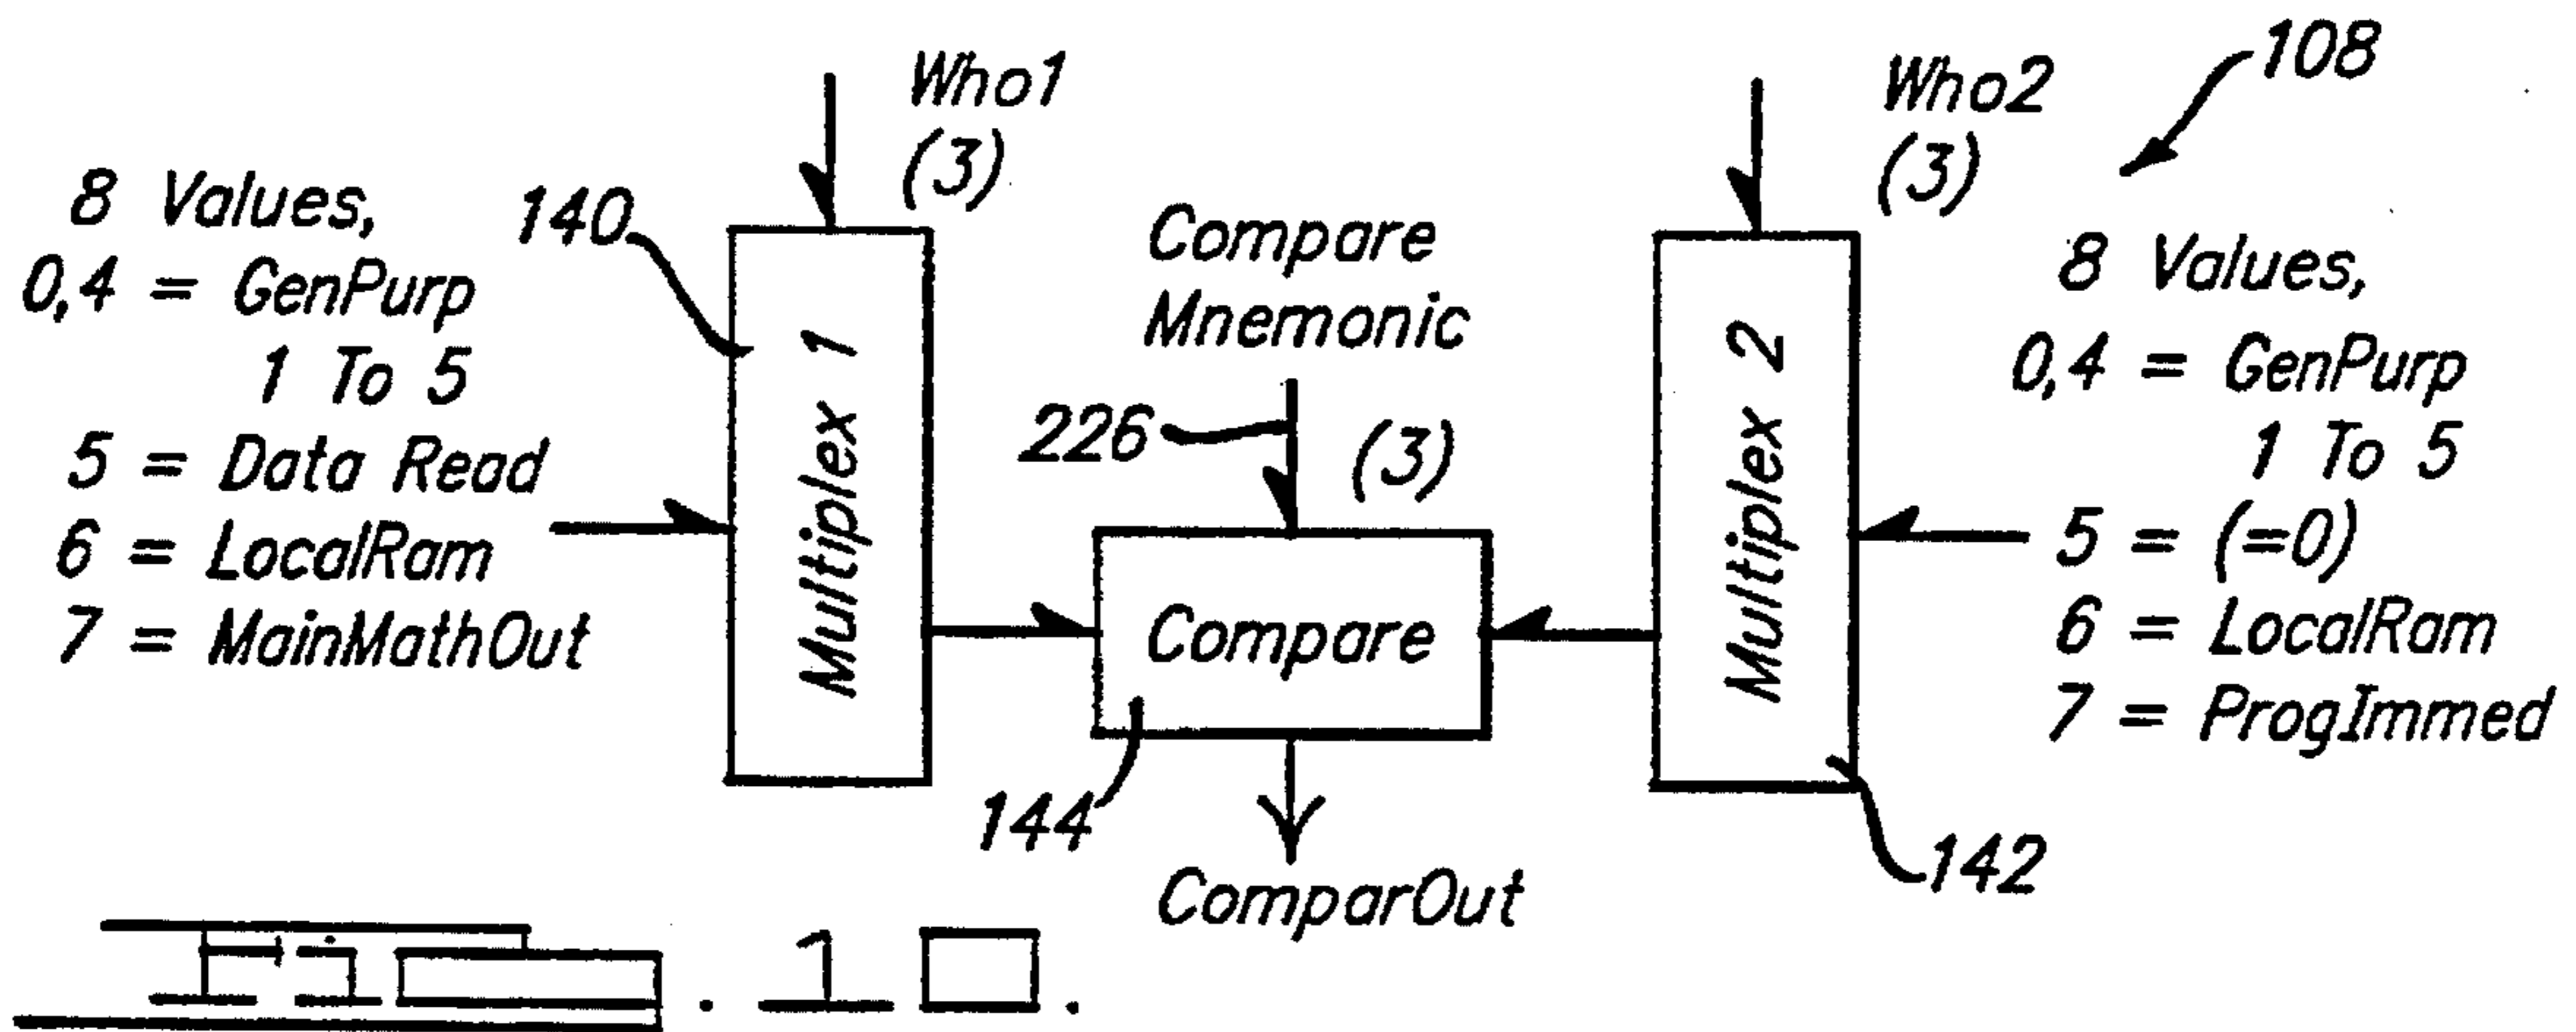 Who1
(3)
Who2
(3)
108
8 Values,
0,4 = GenPurp
1 To 5
5 = Data Read
6 = LocalRam
7 = MainMathOut
140
Multiplex 1
Compare
Mnemonic
226
(3)
Compare
144
ComparOut
Multiplex 2
142
8 Values,
0,4 = GenPurp
1 To 5
5 = (=0)
6 = LocalRam
7 = ProgImmed
. 10.